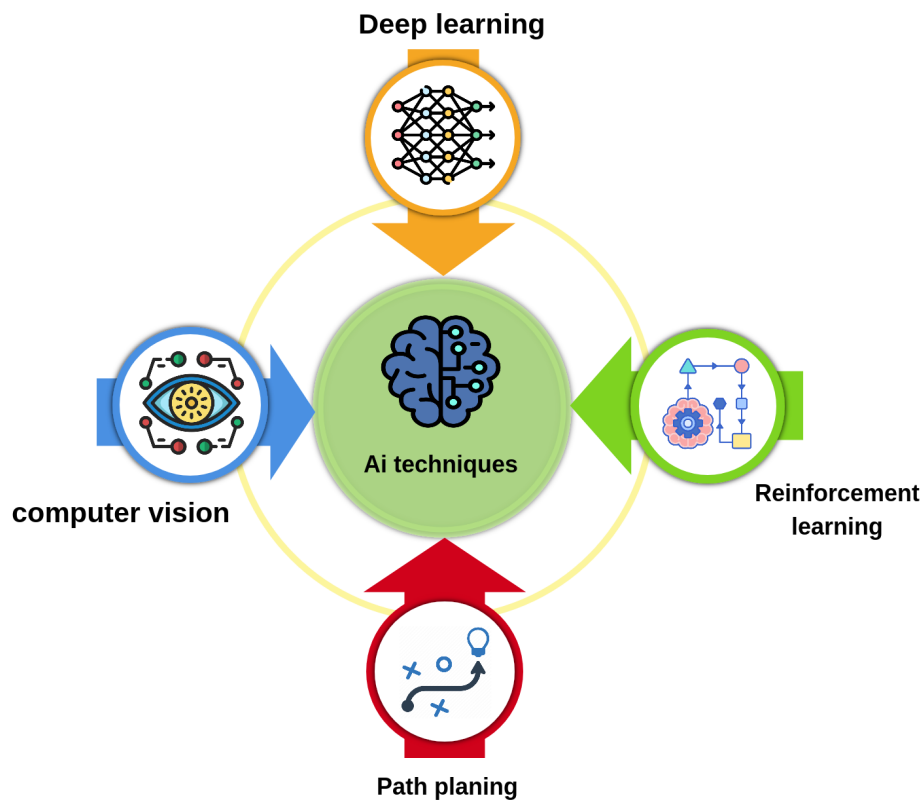 Deep learning
Ai techniques
computer vision
Reinforcement
learning
Path planing